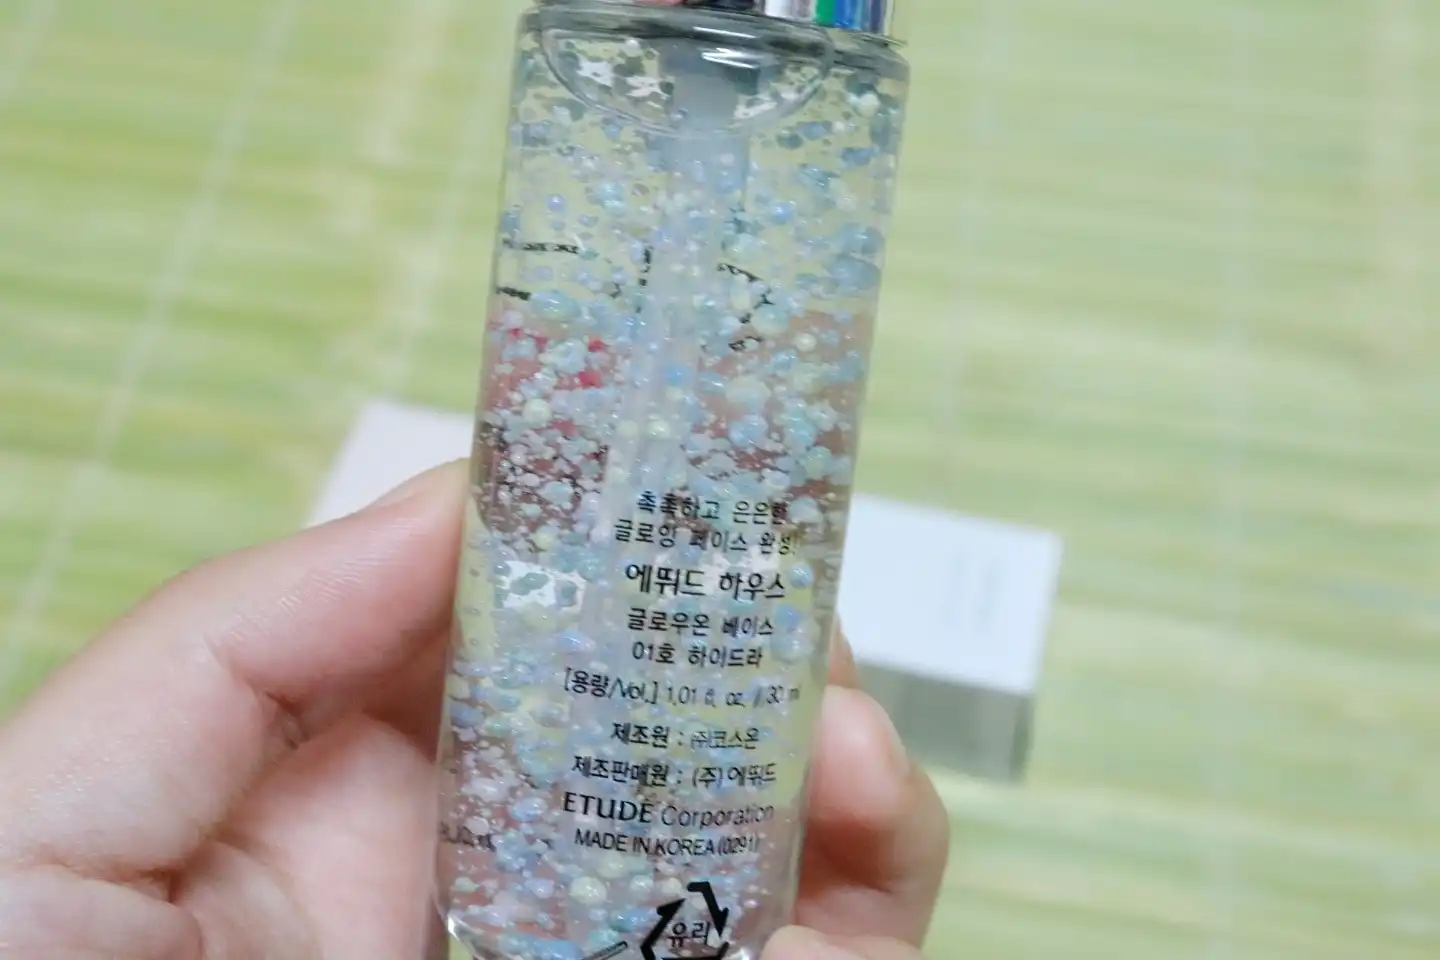 촉촉하고 은은한
글로잉 페이스 완성!
에뛰드 하우스
글로우온 베이스
01호 하이드라
[용량/Vol.] 1.01 fl. oz. / 30 ml
제조원 : ㈜코스온
제조판매원 : (주)에뛰드
ETUDE Corporation
MADE IN KOREA (0291)
유리